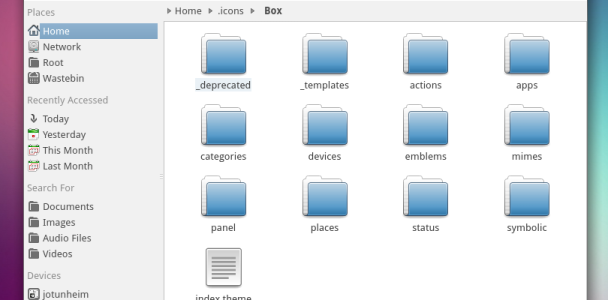 Places
Home
Network
Root
Wastebin
Recently Accessed
Today
Yesterday
This Month
Last Month
Search For
Documents
Images
Audio Files
Videos
Devices
jotunheim
Home .icons Box
_deprecated _templates actions apps
categories devices emblems mimes
panel places status symbolic
index.theme